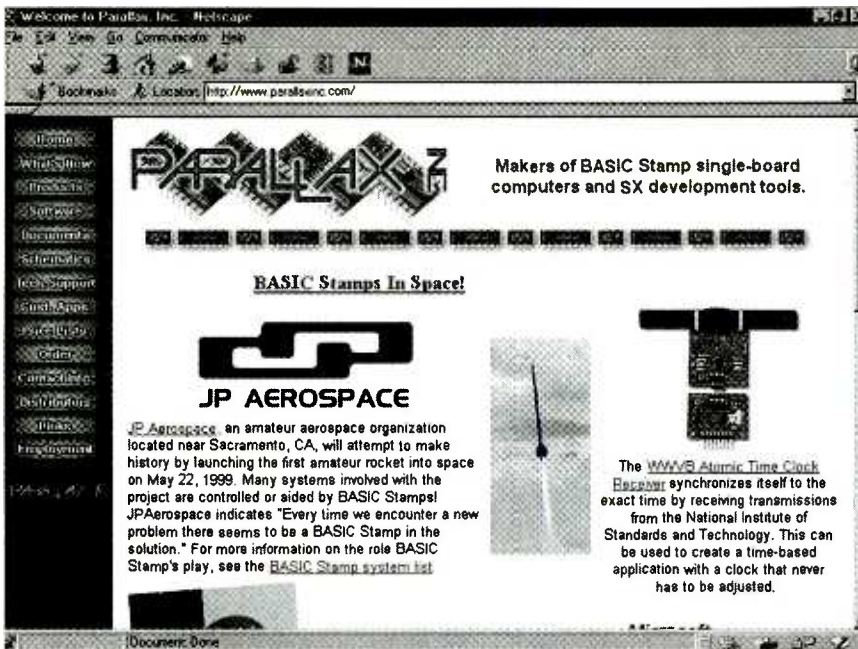 Welcome to Parallax, Inc. - Netscape
File Edit View Go Communicator Help
Bookmarks Location: http://www.parallaxinc.com/
Home
What's New
Products
Software
Documents
Schematics
Tech Support
Cust. Apps
Order
Consultants
Distributors
Links
Employment
PARALLAX INC
Makers of BASIC Stamp single-board
computers and SX development tools.
BASIC Stamps In Space!
JP AEROSPACE
JP Aerospace, an amateur aerospace organization
located near Sacramento, CA, will attempt to make
history by launching the first amateur rocket into space
on May 22, 1999. Many systems involved with the
project are controlled or aided by BASIC Stamps!
JPAerospace indicates "Every time we encounter a new
problem there seems to be a BASIC Stamp in the
solution." For more information on the role BASIC
Stamp's play, see the BASIC Stamp system list
The WWVB Atomic Time Clock
Receiver synchronizes itself to the
exact time by receiving transmissions
from the National Institute of
Standards and Technology. This can
be used to create a time-based
application with a clock that never
has to be adjusted.
Document: Done